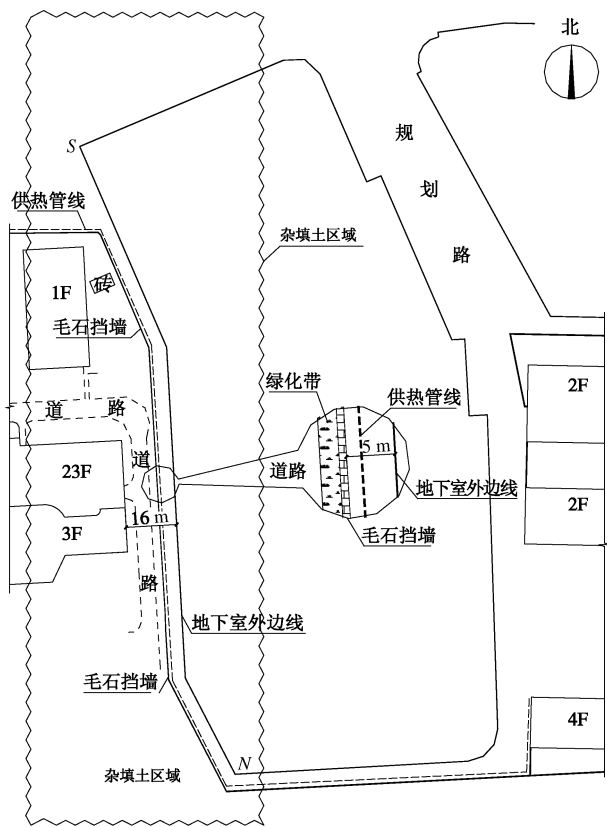 北
规
划
路
S
供热管线
杂填土区域
1F
砖
毛石挡墙
2F
绿化带
供热管线
道 路
道
道路
5 m
23F
地下室外边线
2F
16 m
3F
毛石挡墙
路
地下室外边线
毛石挡墙
4F
N
杂填土区域